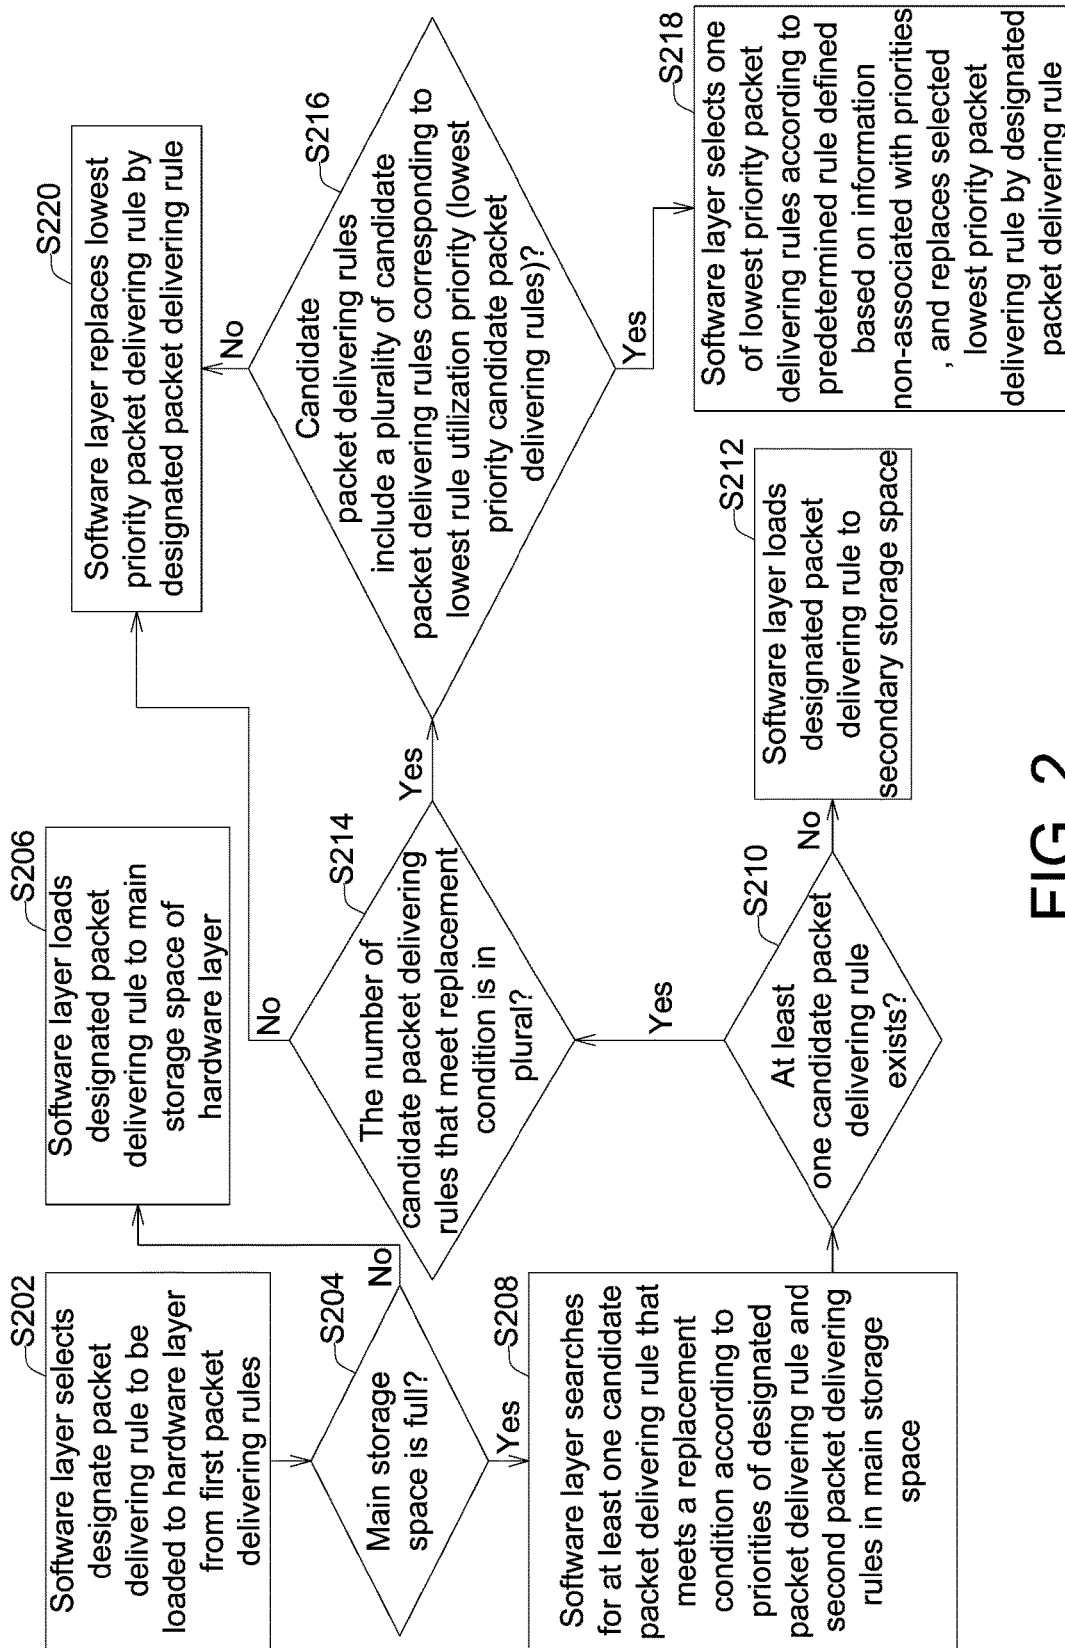 S202
Software layer selects
designate packet
delivering rule to be
loaded to hardware layer
from first packet
delivering rules
S204
Main storage
space is full?
No
Yes
S206
Software layer loads
designated packet
delivering rule to main
storage space of
hardware layer
S208
Software layer searches
for at least one candidate
packet delivering rule that
meets a replacement
condition according to
priorities of designated
packet delivering rule and
second packet delivering
rules in main storage
space
S210
At least
one candidate packet
delivering rule
exists?
No
Yes
S212
Software layer loads
designated packet
delivering rule to
secondary storage space
S214
The number of
candidate packet delivering
rules that meet replacement
condition is in
plural?
No
Yes
S216
Candidate
packet delivering rules
include a plurality of candidate
packet delivering rules corresponding to
lowest rule utilization priority (lowest
priority candidate packet
delivering rules)?
No
Yes
S218
Software layer selects one
of lowest priority packet
delivering rules according to
predetermined rule defined
based on information
non-associated with priorities
, and replaces selected
lowest priority packet
delivering rule by designated
packet delivering rule
S220
Software layer replaces lowest
priority packet delivering rule by
designated packet delivering rule
FIG. 2